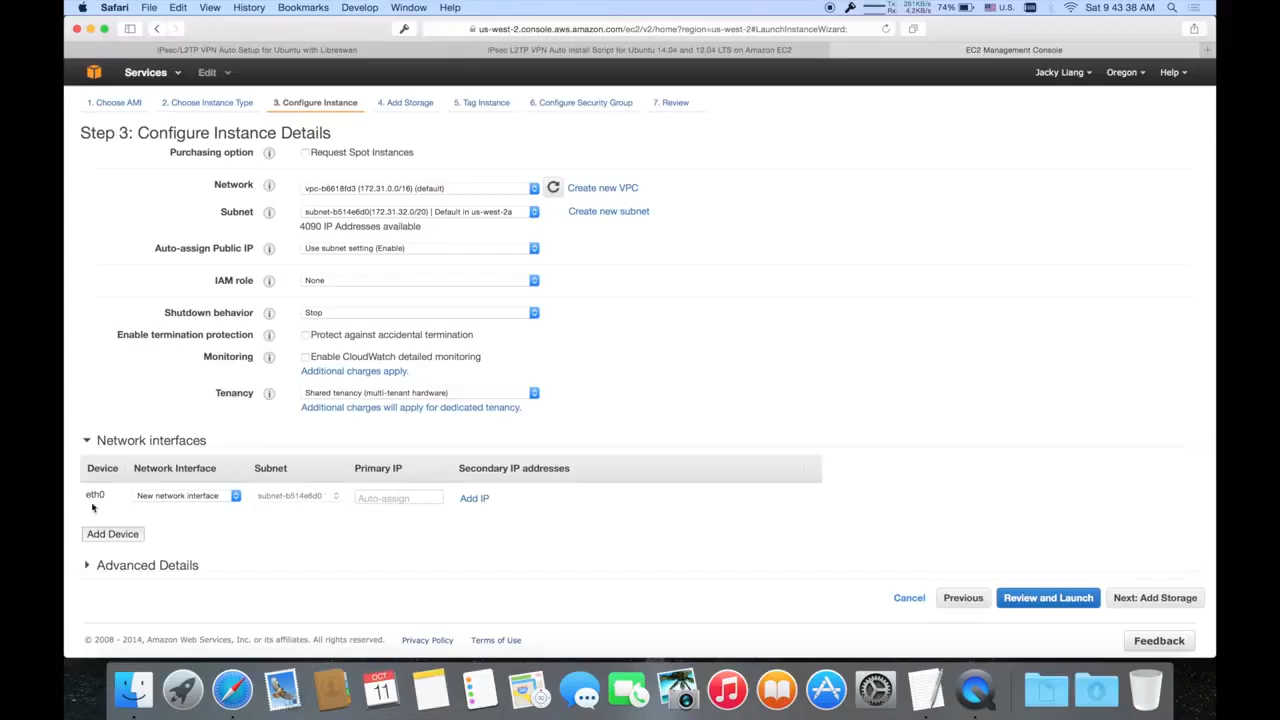 Safari File Edit View History Bookmarks Develop Window Help
Tx: 261KB/s
Rx: 4.2KB/s
74% U.S. Sat 9:43:38 AM
us-west-2.console.aws.amazon.com/ec2/v2/home?region=us-west-2#LaunchInstanceWizard:
IPsec/L2TP VPN Auto Setup for Ubuntu with Libreswan
IPsec L2TP VPN Auto Install Script for Ubuntu 14.04 and 12.04 LTS on Amazon EC2
EC2 Management Console
Services Edit Jacky Liang Oregon Help
1. Choose AMI 2. Choose Instance Type 3. Configure Instance 4. Add Storage 5. Tag Instance 6. Configure Security Group 7. Review
Step 3: Configure Instance Details
Purchasing option Request Spot Instances
Network vpc-b6618fd3 (172.31.0.0/16) (default) Create new VPC
Subnet subnet-b514e6d0(172.31.32.0/20) | Default in us-west-2a Create new subnet
4090 IP Addresses available
Auto-assign Public IP Use subnet setting (Enable)
IAM role None
Shutdown behavior Stop
Enable termination protection Protect against accidental termination
Monitoring Enable CloudWatch detailed monitoring
Additional charges apply.
Tenancy Shared tenancy (multi-tenant hardware)
Additional charges will apply for dedicated tenancy.
Network interfaces
Device Network Interface Subnet Primary IP Secondary IP addresses
eth0 New network interface subnet-b514e6d0 Auto-assign Add IP
Add Device
Advanced Details
Cancel Previous Review and Launch Next: Add Storage
© 2008 - 2014, Amazon Web Services, Inc. or its affiliates. All rights reserved. Privacy Policy Terms of Use
Feedback
OCT
11